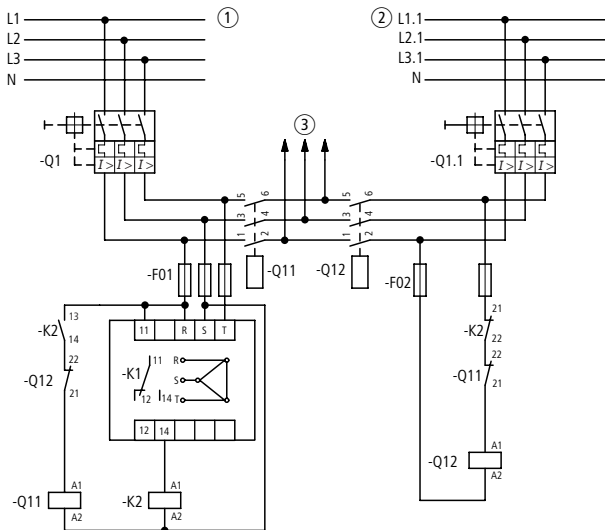 L1 ① ② L1.1
L2 L2.1
L3 L3.1
N N
③
-Q1 I> I> I> -Q1.1 I> I> I>
5 6 5 6
3 4 3 4
1 2 1 2
-F01 -Q11 -Q12 -F02
13 21
-K2 11 R S T -K2
14 22
22 11 R 22
-Q12 -K1 S -Q11
21 12 14 T 21
12 14
A1 -Q12
A2
A1 A1
-Q11 -K2
A2 A2